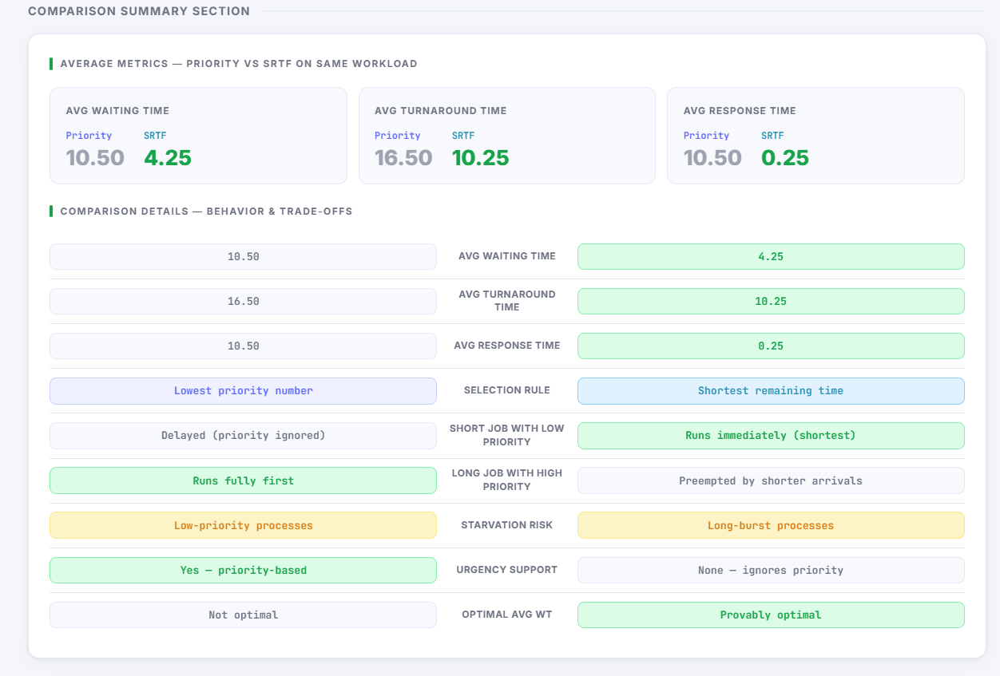 COMPARISON SUMMARY SECTION
AVERAGE METRICS — PRIORITY VS SRTF ON SAME WORKLOAD
AVG WAITING TIME
Priority SRTF
10.50 4.25
AVG TURNAROUND TIME
Priority SRTF
16.50 10.25
AVG RESPONSE TIME
Priority SRTF
10.50 0.25
COMPARISON DETAILS — BEHAVIOR & TRADE-OFFS
10.50 AVG WAITING TIME 4.25
16.50 AVG TURNAROUND TIME 10.25
10.50 AVG RESPONSE TIME 0.25
Lowest priority number SELECTION RULE Shortest remaining time
Delayed (priority ignored) SHORT JOB WITH LOW PRIORITY Runs immediately (shortest)
Runs fully first LONG JOB WITH HIGH PRIORITY Preempted by shorter arrivals
Low-priority processes STARVATION RISK Long-burst processes
Yes — priority-based URGENCY SUPPORT None — ignores priority
Not optimal OPTIMAL AVG WT Provably optimal